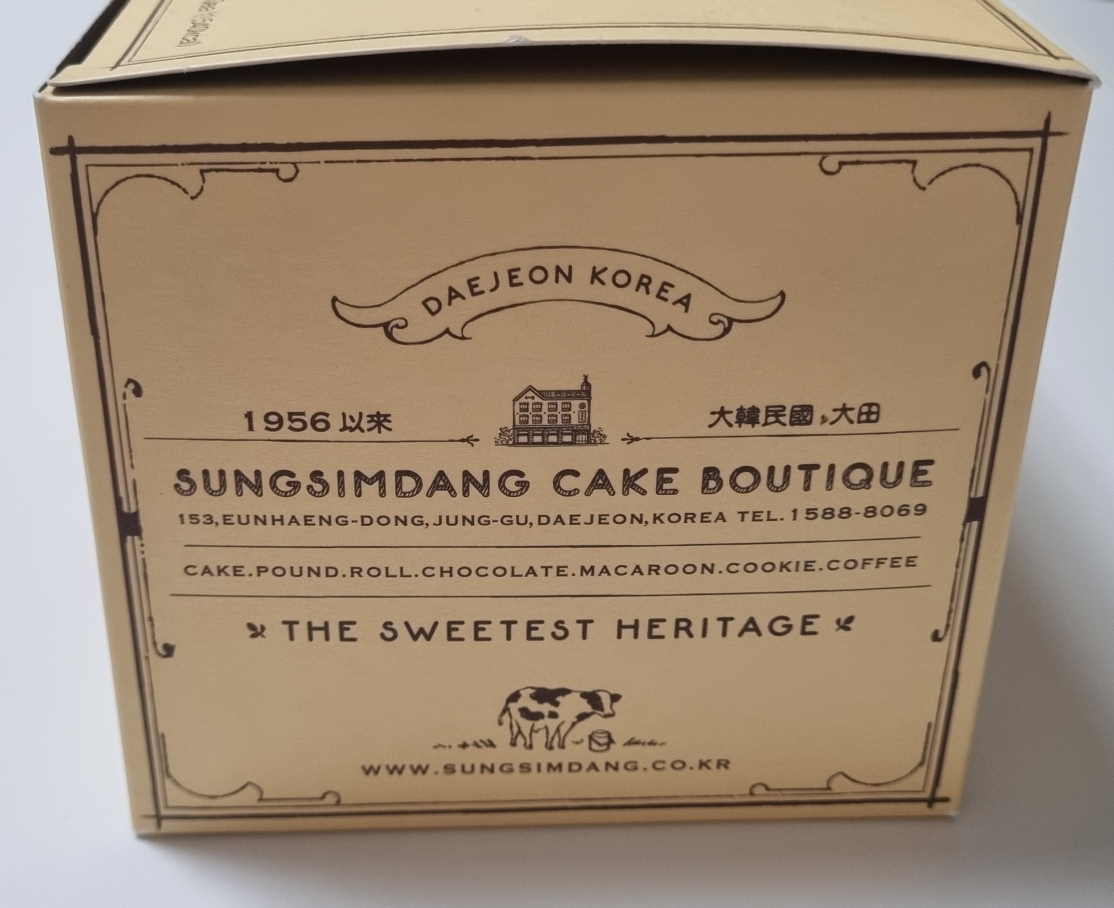 DAEJEON KOREA
1956 以來
大韓民國, 大田
SUNGSIMDANG CAKE BOUTIQUE
153,EUNHAENG-DONG,JUNG-GU,DAEJEON,KOREA TEL. 1588-8069
CAKE.POUND.ROLL.CHOCOLATE.MACAROON.COOKIE.COFFEE
THE SWEETEST HERITAGE
WWW.SUNGSIMDANG.CO.KR